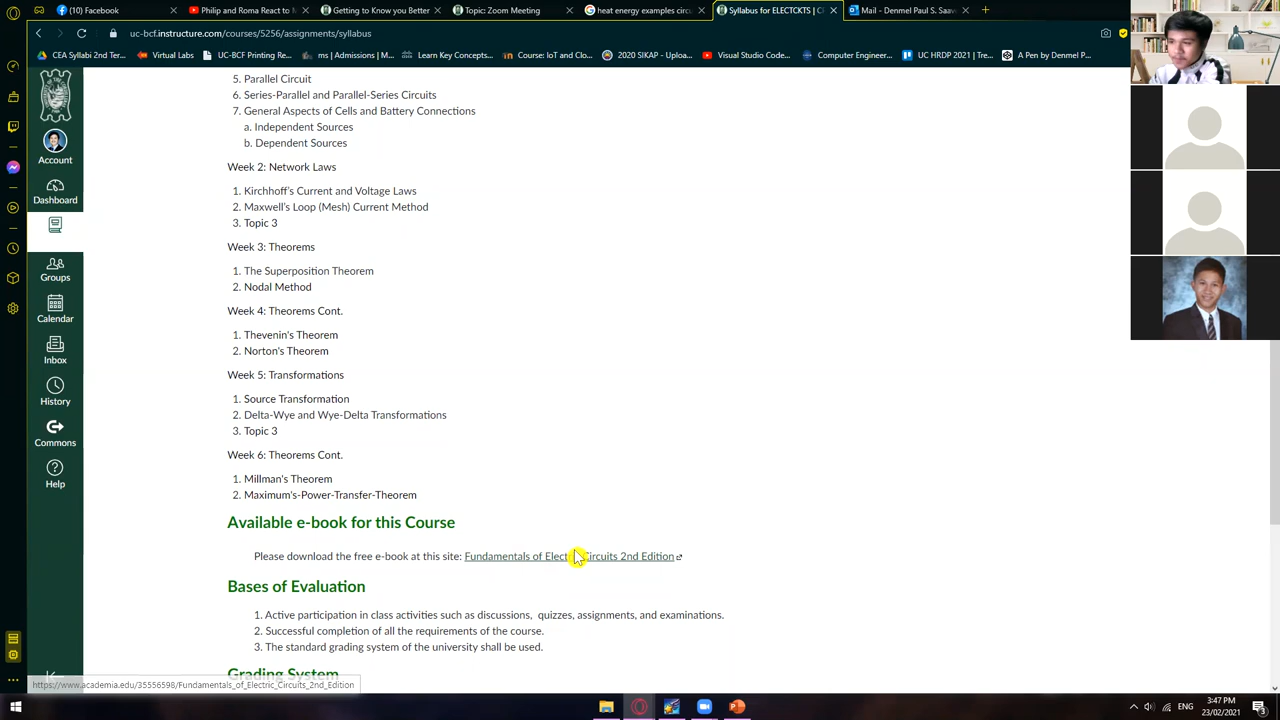 (10) Facebook
Philip and Roma React to M
Getting to Know you Better
Topic: Zoom Meeting
heat energy examples circu
Syllabus for ELECTCKTS | C
Mail - Denmel Paul S. Saav
uc-bcf.instructure.com/courses/5256/assignments/syllabus
CEA Syllabi 2nd Ter...
Virtual Labs
UC-BCF Printing Re...
ms | Admissions | M...
Learn Key Concepts...
Course: IoT and Clo...
2020 SIKAP - Uploa...
Visual Studio Code...
Computer Engineer...
UC HRDP 2021 | Tre...
A Pen by Denmel P...
Account
Dashboard
Groups
Calendar
Inbox
History
Commons
Help
5. Parallel Circuit
6. Series-Parallel and Parallel-Series Circuits
7. General Aspects of Cells and Battery Connections
a. Independent Sources
b. Dependent Sources
Week 2: Network Laws
1. Kirchhoff's Current and Voltage Laws
2. Maxwell's Loop (Mesh) Current Method
3. Topic 3
Week 3: Theorems
1. The Superposition Theorem
2. Nodal Method
Week 4: Theorems Cont.
1. Thevenin's Theorem
2. Norton's Theorem
Week 5: Transformations
1. Source Transformation
2. Delta-Wye and Wye-Delta Transformations
3. Topic 3
Week 6: Theorems Cont.
1. Millman's Theorem
2. Maximum's-Power-Transfer-Theorem
Available e-book for this Course
Please download the free e-book at this site: Fundamentals of Electric Circuits 2nd Edition
Bases of Evaluation
1. Active participation in class activities such as discussions, quizzes, assignments, and examinations.
2. Successful completion of all the requirements of the course.
3. The standard grading system of the university shall be used.
Grading System
https://www.academia.edu/35556598/Fundamentals_of_Electric_Circuits_2nd_Edition
ENG
3:47 PM
23/02/2021
3